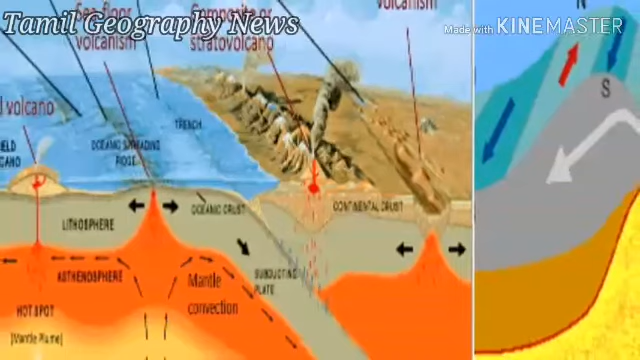 Tamil Geography News
Made with KINEMASTER
Sea-floor
volcanism
Composite or
stratovolcano
volcanism
volcano
TRENCH
OCEANIC SPREADING
RIDGE
OCEANIC CRUST
CONTINENTAL CRUST
LITHOSPHERE
ASTHENOSPHERE
Mantle
convection
SUBDUCTING
PLATE
HOT SPOT
[Mantle Plume]
N
S